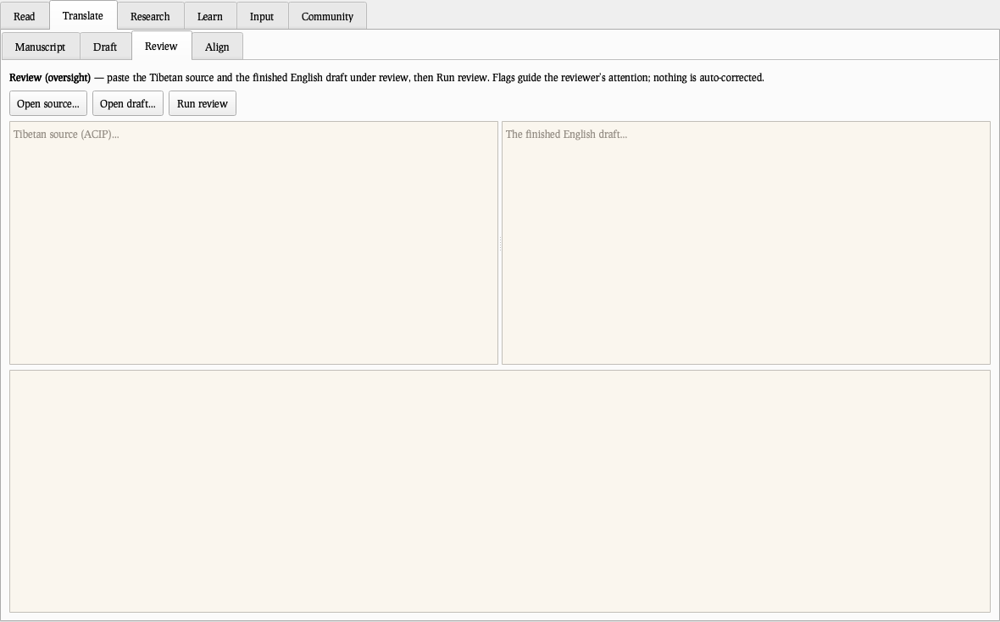 Read Translate Research Learn Input Community
Manuscript Draft Review Align
Review (oversight) — paste the Tibetan source and the finished English draft under review, then Run review. Flags guide the reviewer's attention; nothing is auto-corrected.
Open source... Open draft... Run review
Tibetan source (ACIP)... The finished English draft...